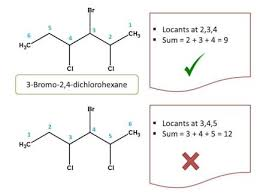 Br
5 1
6 4 3 2 CH₃
H₃C
Cl Cl
3-Bromo-2,4-dichlorohexane
▪ Locants at 2,3,4
▪ Sum = 2 + 3 + 4 = 9
Br
2 6
1 3 4 5 CH₃
H₃C
Cl Cl
▪ Locants at 3,4,5
▪ Sum = 3 + 4 + 5 = 12